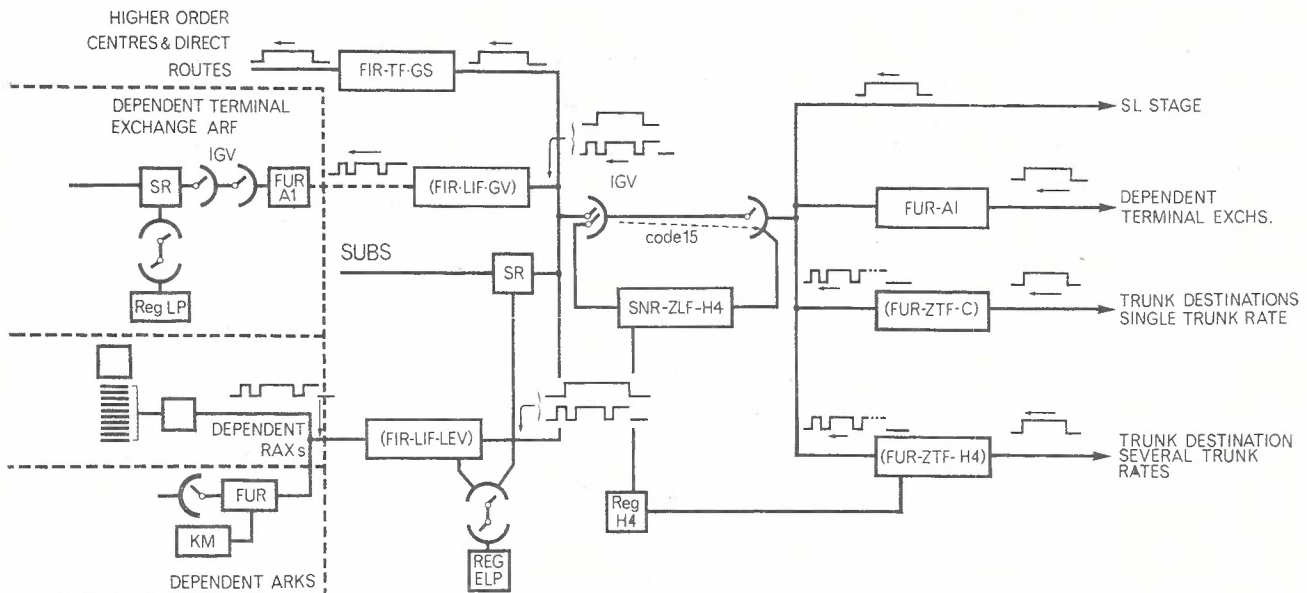 HIGHER ORDER
CENTRES & DIRECT
ROUTES
FIR-TF-GS
DEPENDENT TERMINAL
EXCHANGE ARF
IGV
SR
FUR
A1
(FIR-LIF-GV)
IGV
SL STAGE
FUR-A1
DEPENDENT
TERMINAL EXCHS.
code15
SUBS
SR
Reg LP
SNR-ZLF-H4
(FUR-ZTF-C)
TRUNK DESTINATIONS
SINGLE TRUNK RATE
DEPENDENT
RAXs
(FIR-LIF-LEV)
(FUR-ZTF-H4)
TRUNK DESTINATION
SEVERAL TRUNK
RATES
FUR
KM
Reg
H4
REG
ELP
DEPENDENT ARKS